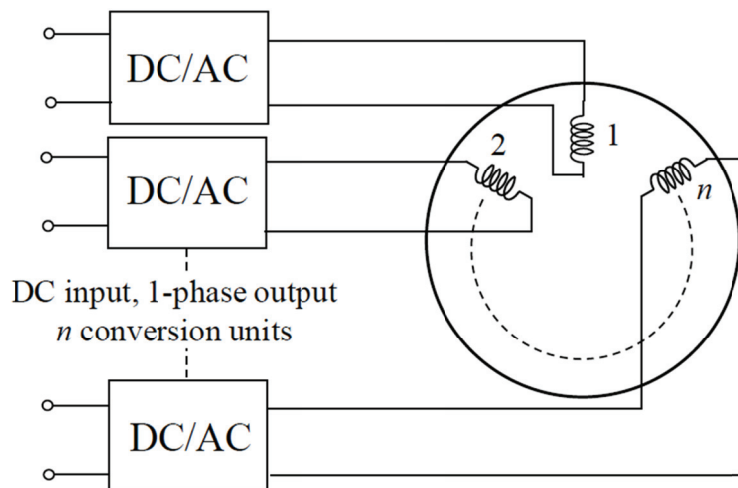 DC/AC
1
2
DC/AC
n
DC input, 1-phase output
n conversion units
DC/AC